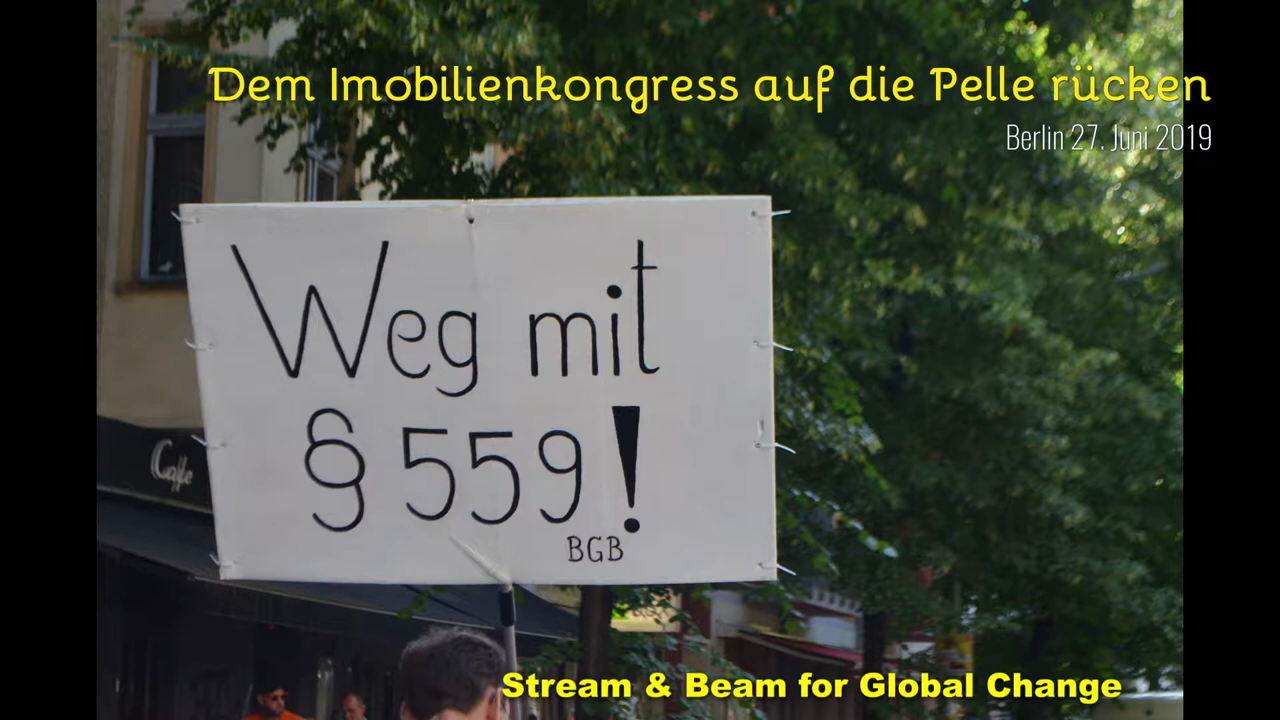 Dem Imobilienkongress auf die Pelle rücken
Berlin 27. Juni 2019
Weg mit
§ 559!
BGB
Caffe
Stream & Beam for Global Change